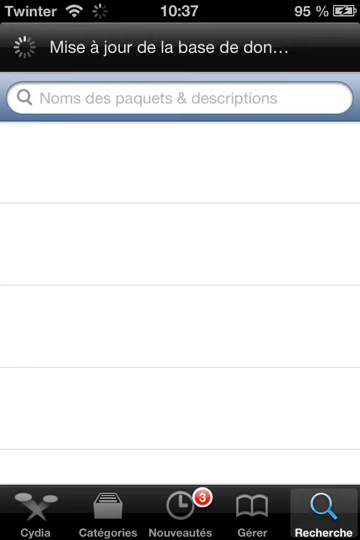 Twinter 10:37 95 %
Mise à jour de la base de don…
Noms des paquets & descriptions
3
Cydia Catégories Nouveautés Gérer Recherche